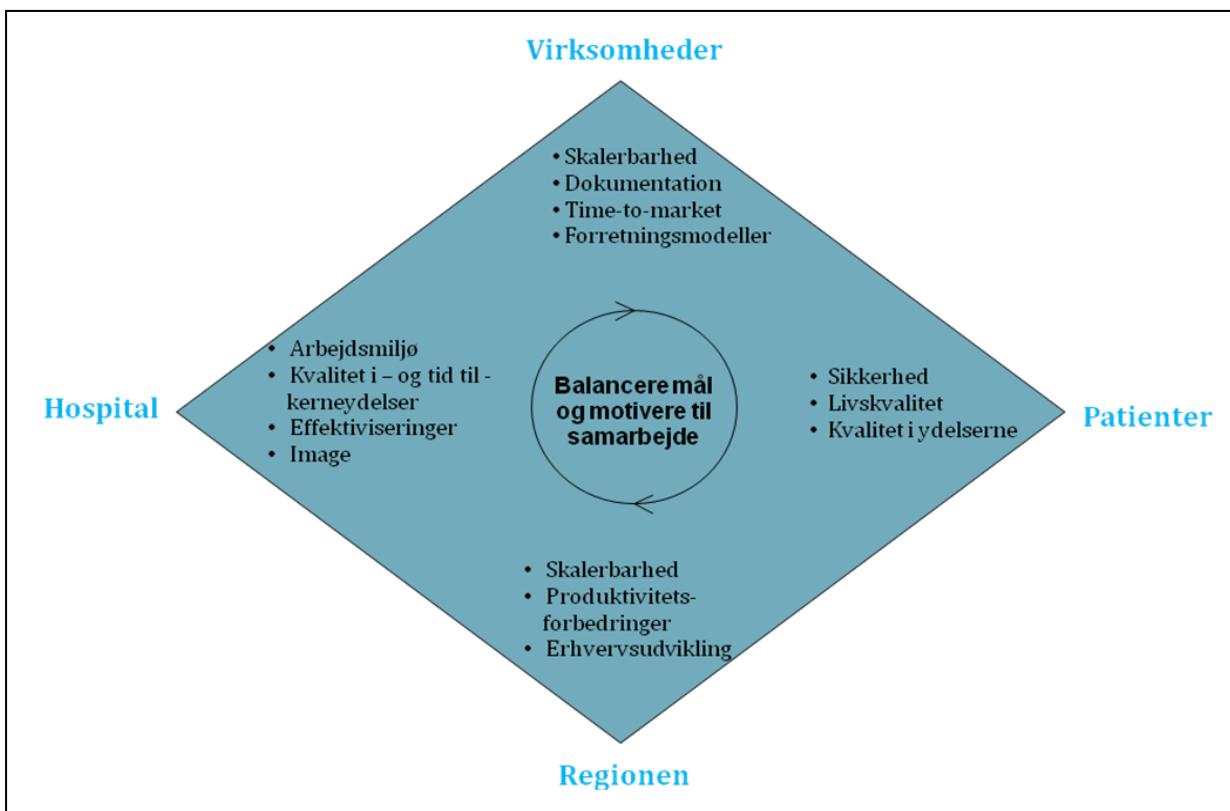 Virksomheder
• Skalerbarhed
• Dokumentation
• Time-to-market
• Forretningsmodeller
Hospital
• Arbejdsmiljø
• Kvalitet i – og tid til -
kerneydelser
• Effektiviseringer
• Image
Balancere mål
og motivere til
samarbejde
• Sikkerhed
• Livskvalitet
• Kvalitet i ydelserne
Patienter
• Skalerbarhed
• Produktivitets-
forbedringer
• Erhvervsudvikling
Regionen